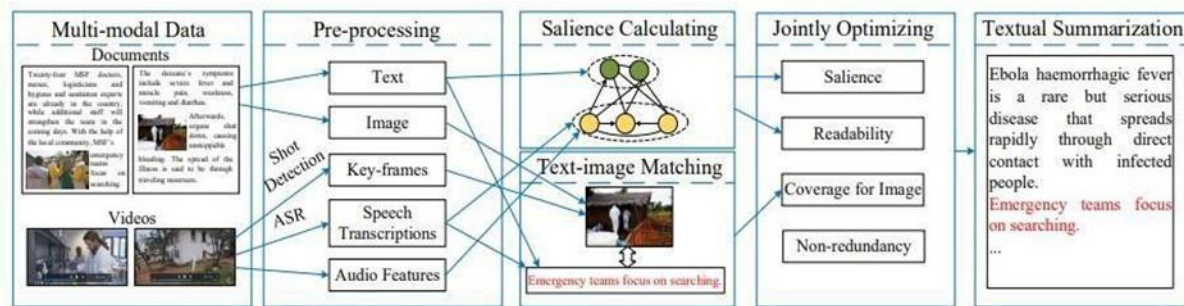 Multi-modal Data
Documents
Twenty-four MSF doctors,
nurses, logisticians and
hygiene and sanitation experts
are already in the country,
while additional staff will
strengthen the team in the
coming days. With the help of
the local community, MSF's
emergency
teams
focus on
searching.
The disease's symptoms
include severe fever and
muscle pain, weakness,
vomiting and diarrhea.
Afterwards,
organs shut
down, causing
unstoppable
bleeding. The spread of the
illness is said to be through
traveling mourners.
Videos
Shot
Detection
ASR
Pre-processing
Text
Image
Key-frames
Speech
Transcriptions
Audio Features
Salience Calculating
Text-image Matching
Emergency teams focus on searching.
Jointly Optimizing
Salience
Readability
Coverage for Image
Non-redundancy
Textual Summarization
Ebola haemorrhagic fever
is a rare but serious
disease that spreads
rapidly through direct
contact with infected
people.
Emergency teams focus
on searching.
...